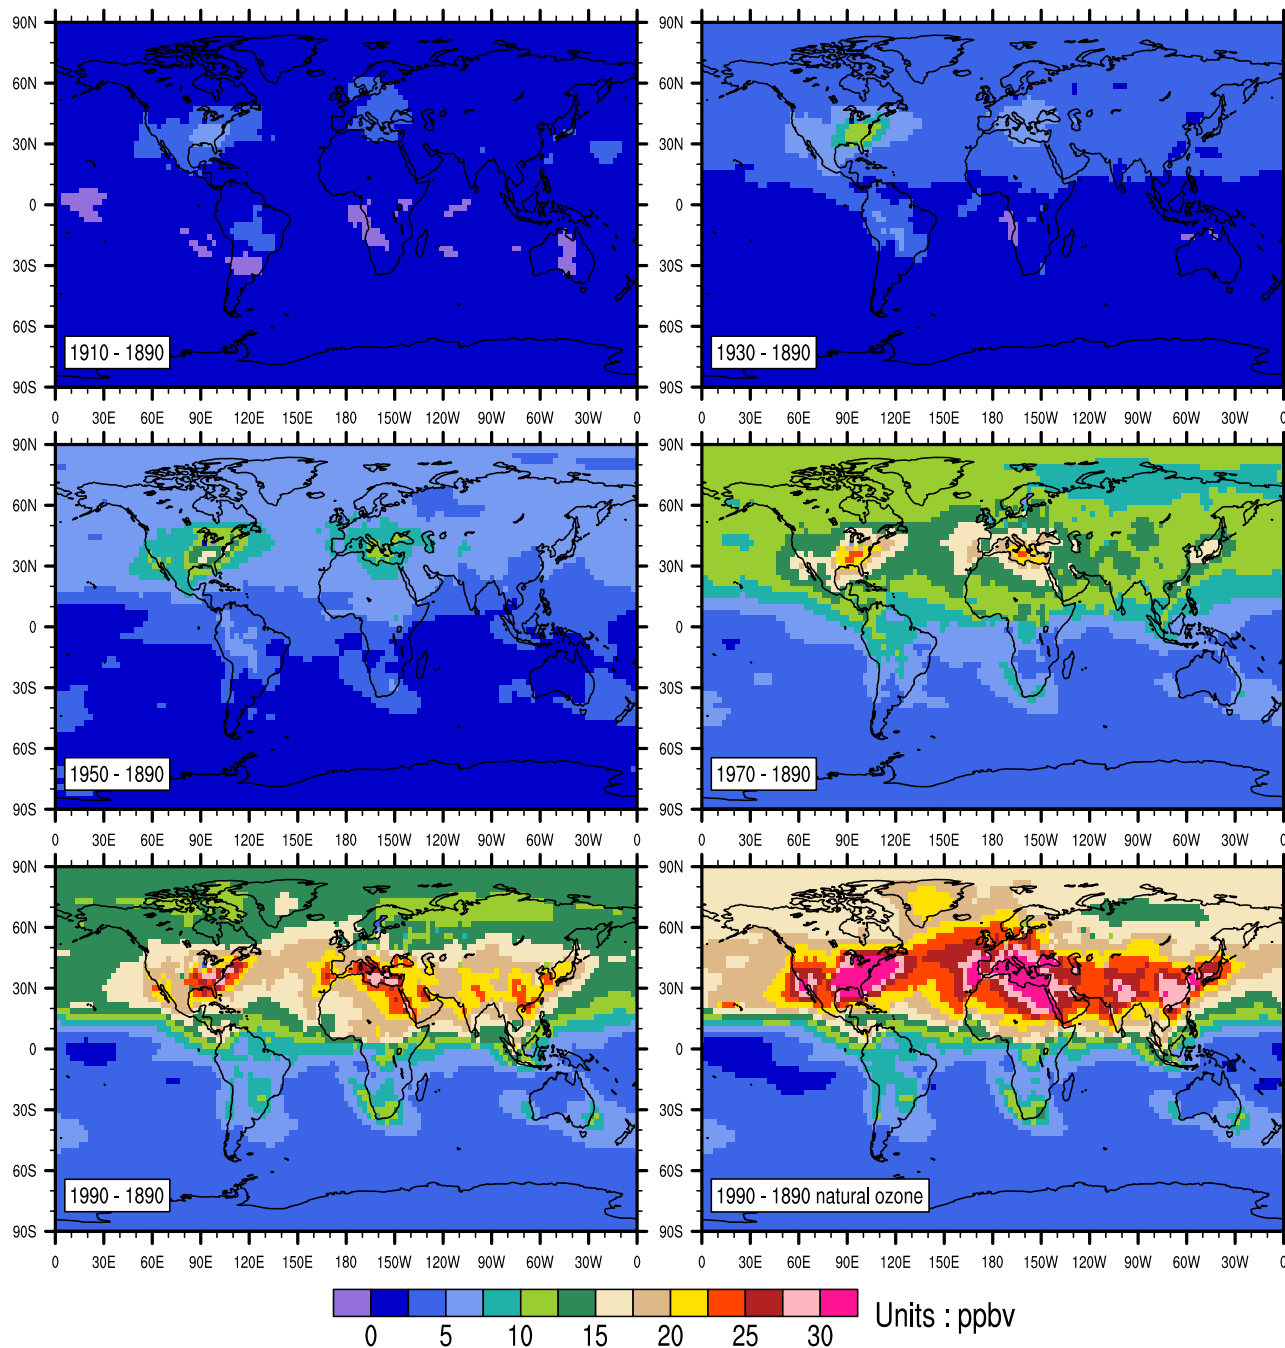 90N 60N 30N 0 30S 60S 90S
1910 - 1890
0 30E 60E 90E 120E 150E 180 150W 120W 90W 60W 30W 0
90N 60N 30N 0 30S 60S 90S
1930 - 1890
0 30E 60E 90E 120E 150E 180 150W 120W 90W 60W 30W 0
90N 60N 30N 0 30S 60S 90S
1950 - 1890
0 30E 60E 90E 120E 150E 180 150W 120W 90W 60W 30W 0
90N 60N 30N 0 30S 60S 90S
1970 - 1890
0 30E 60E 90E 120E 150E 180 150W 120W 90W 60W 30W 0
90N 60N 30N 0 30S 60S 90S
1990 - 1890
0 30E 60E 90E 120E 150E 180 150W 120W 90W 60W 30W 0
90N 60N 30N 0 30S 60S 90S
1990 - 1890 natural ozone
0 30E 60E 90E 120E 150E 180 150W 120W 90W 60W 30W 0
0 5 10 15 20 25 30
Units : ppbv